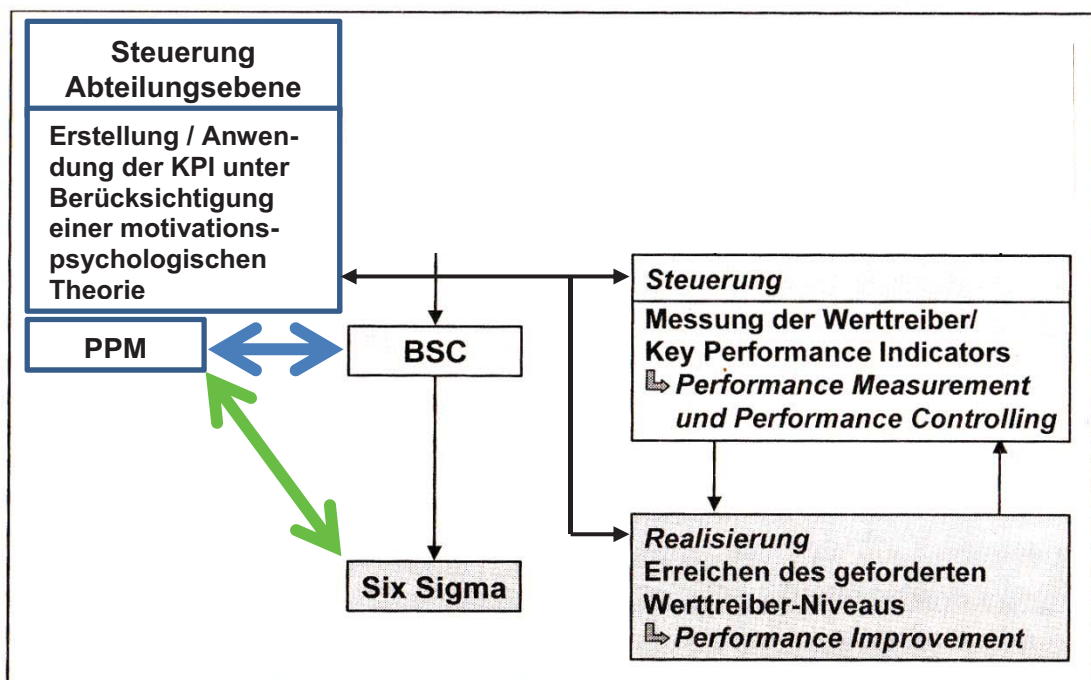 Steuerung
Abteilungsebene
Erstellung / Anwen-
dung der KPI unter
Berücksichtigung
einer motivations-
psychologischen
Theorie
PPM
BSC
Six Sigma
Steuerung
Messung der Werttreiber/
Key Performance Indicators
Performance Measurement
und Performance Controlling
Realisierung
Erreichen des geforderten
Werttreiber-Niveaus
Performance Improvement